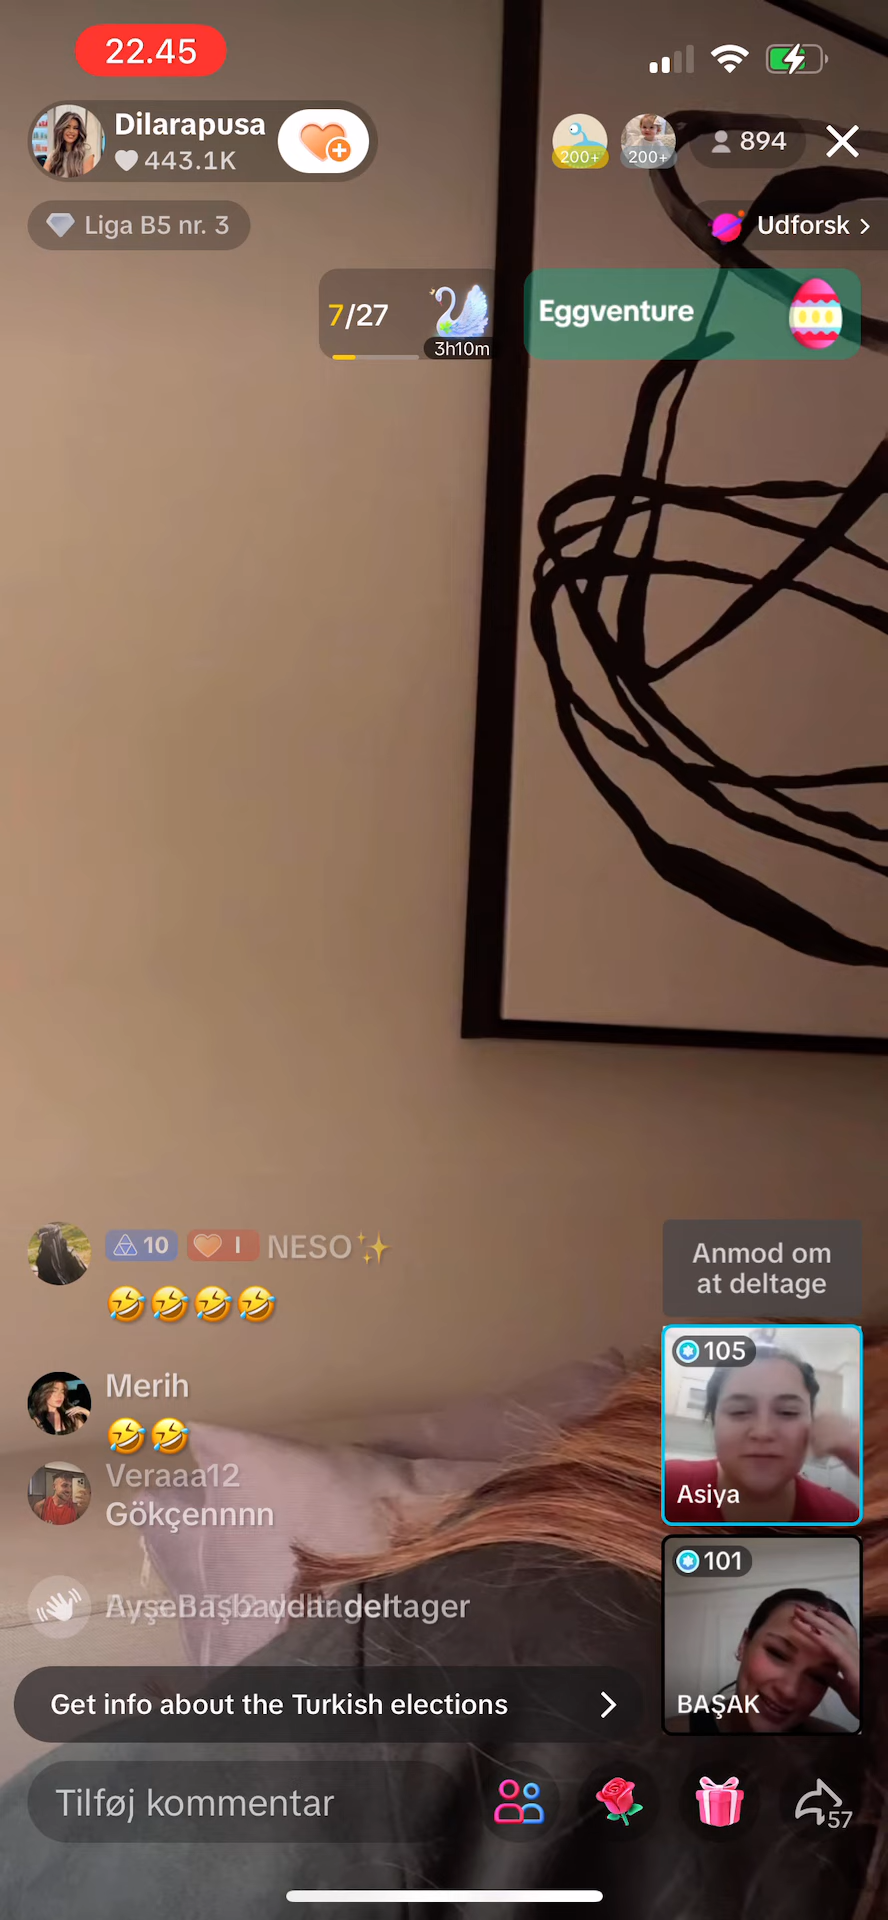 22.45
Dilarapusa
443.1K
200+
200+
894
Liga B5 nr. 3
Udforsk >
7/27
3h10m
Eggventure
10 I NESO✨
🤣🤣🤣🤣
Anmod om
at deltage
105
Asiya
Merih
🤣🤣
Veraaa12
Gökçennnn
101
BAŞAK
deltager
Get info about the Turkish elections
Tilføj kommentar
57